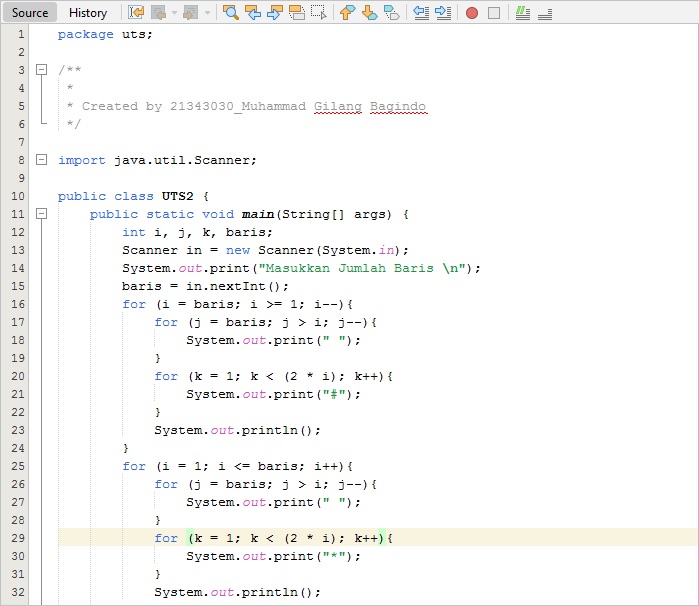 Source History
1 package uts;
2
3 /**
4 *
5 * Created by 21343030_Muhammad Gilang Bagindo
6 */
7
8 import java.util.Scanner;
9
10 public class UTS2 {
11 public static void main(String[] args) {
12 int i, j, k, baris;
13 Scanner in = new Scanner(System.in);
14 System.out.print("Masukkan Jumlah Baris \n");
15 baris = in.nextInt();
16 for (i = baris; i >= 1; i--){
17 for (j = baris; j > i; j--){
18 System.out.print(" ");
19 }
20 for (k = 1; k < (2 * i); k++){
21 System.out.print("#");
22 }
23 System.out.println();
24 }
25 for (i = 1; i <= baris; i++){
26 for (j = baris; j > i; j--){
27 System.out.print(" ");
28 }
29 for (k = 1; k < (2 * i); k++){
30 System.out.print("*");
31 }
32 System.out.println();